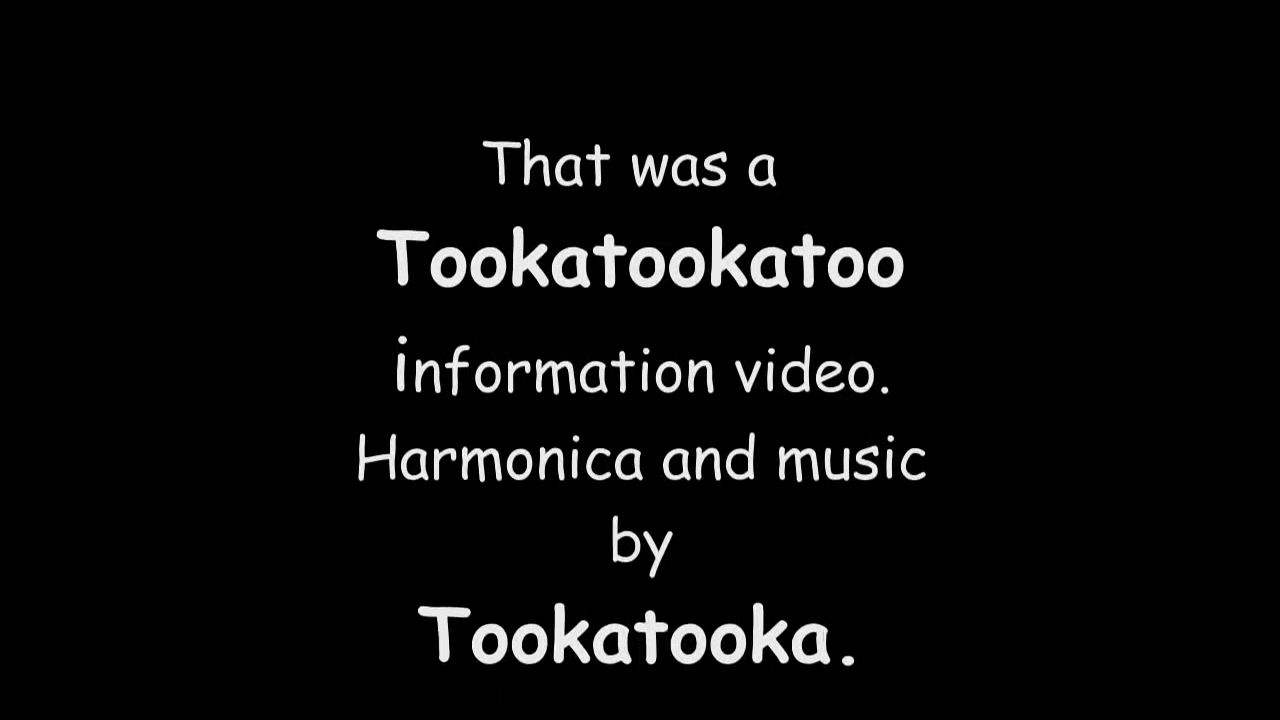 That was a
Tookatookatoo
information video.
Harmonica and music
by
Tookatooka.